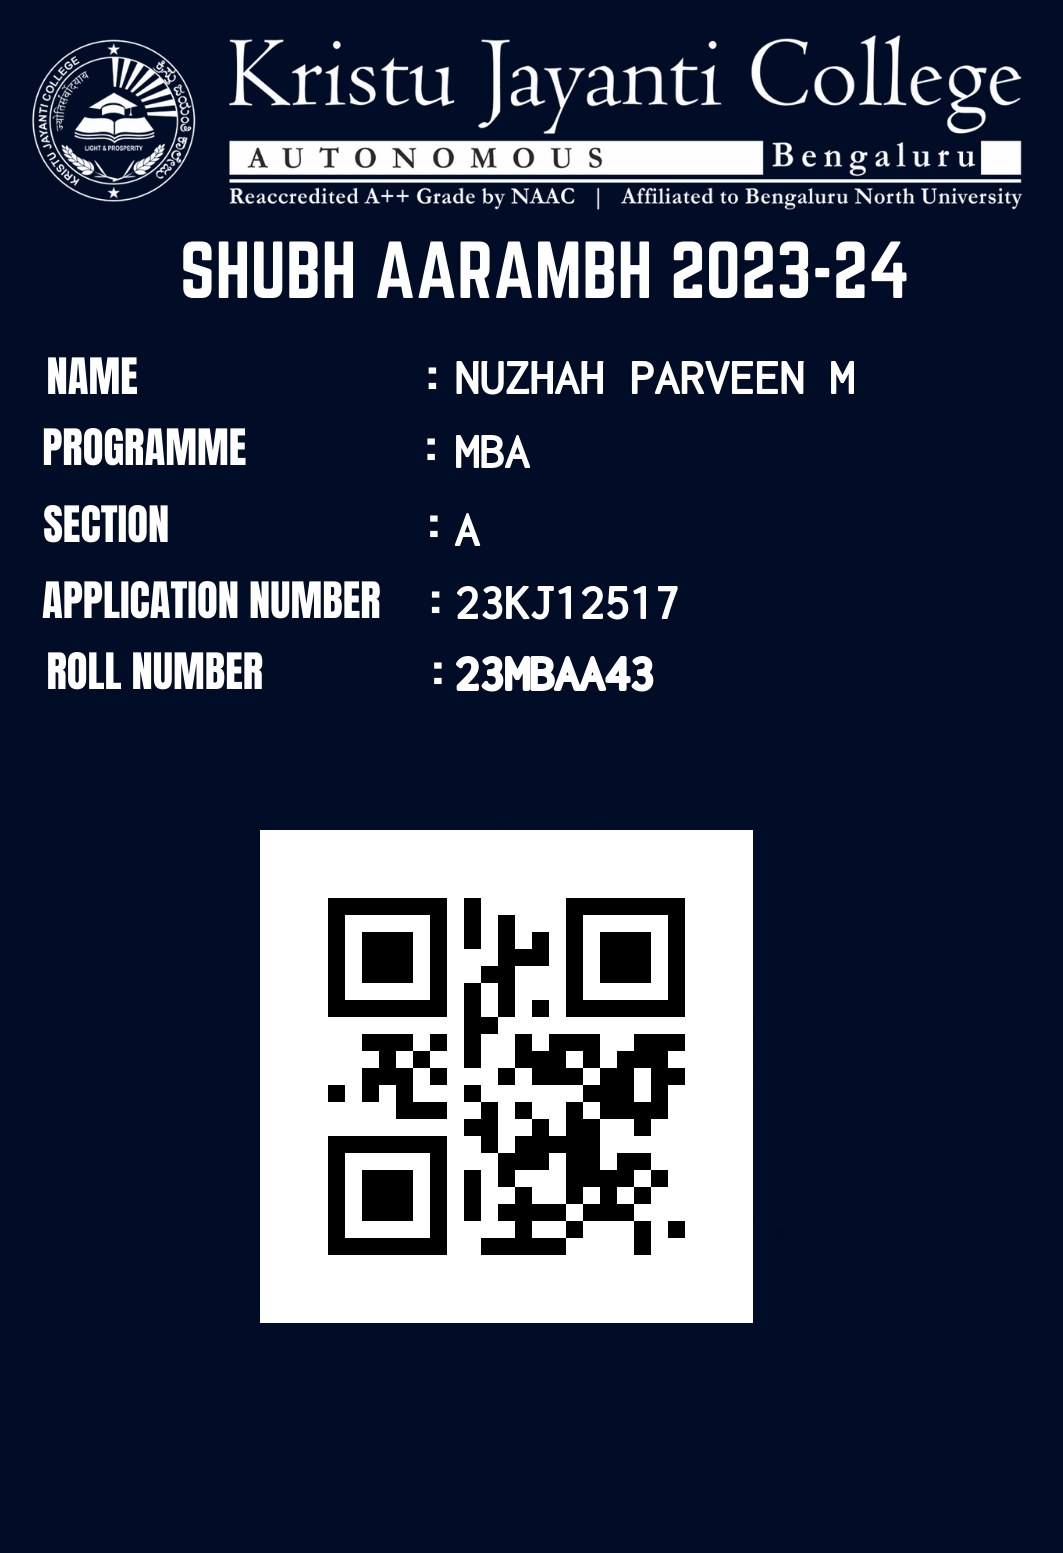 Kristu Jayanti College
AUTONOMOUS Bengaluru
Reaccredited A++ Grade by NAAC | Affiliated to Bengaluru North University
KRISTU JAYANTI COLLEGE
LIGHT & PROSPERITY
SHUBH AARAMBH 2023-24
NAME : NUZHAH PARVEEN M
PROGRAMME : MBA
SECTION : A
APPLICATION NUMBER : 23KJ12517
ROLL NUMBER : 23MBAA43